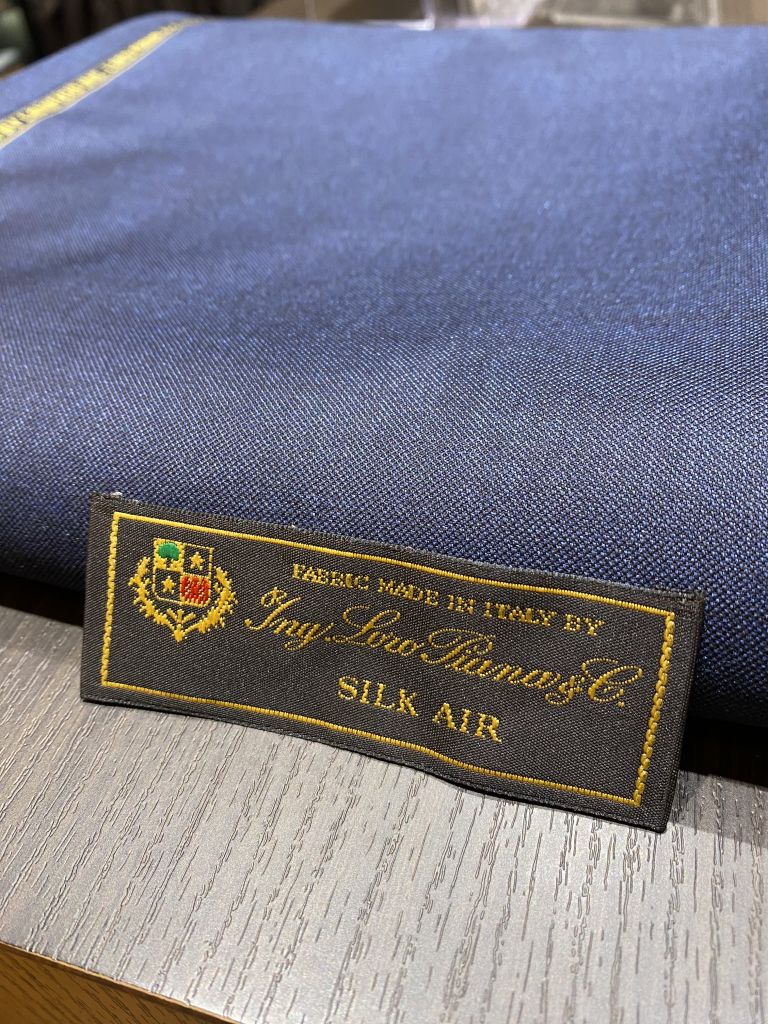 FABRIC MADE IN ITALY BY
Ing. Loro Piana & C.
SILK AIR